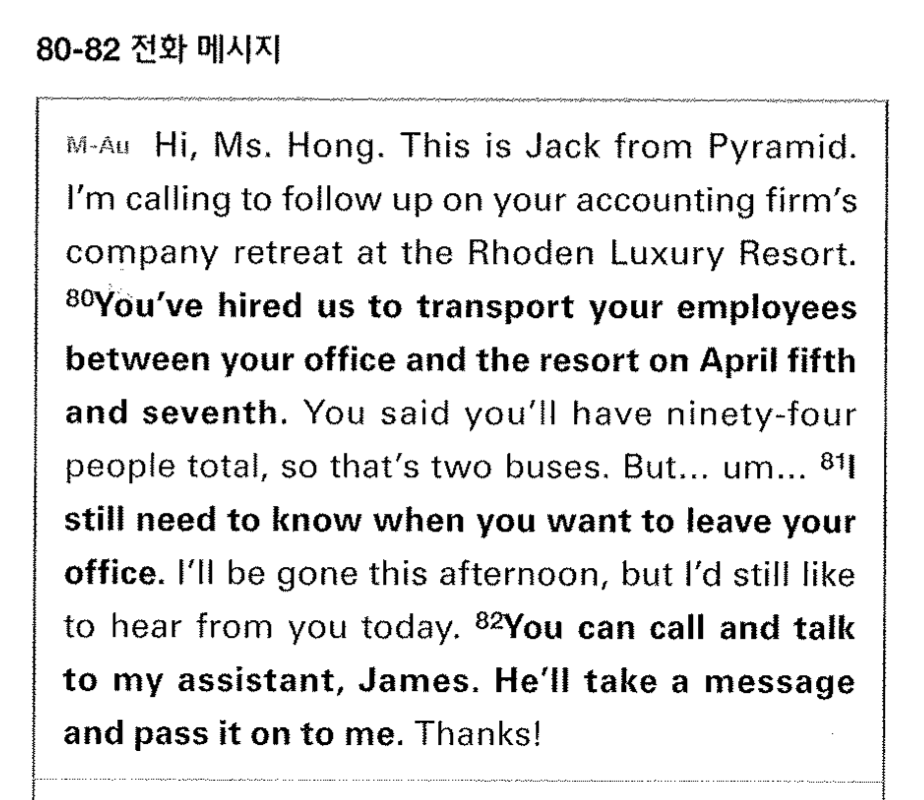 80-82 전화 메시지
M-Au Hi, Ms. Hong. This is Jack from Pyramid.
I'm calling to follow up on your accounting firm's
company retreat at the Rhoden Luxury Resort.
80You've hired us to transport your employees
between your office and the resort on April fifth
and seventh. You said you'll have ninety-four
people total, so that's two buses. But... um... 81I
still need to know when you want to leave your
office. I'll be gone this afternoon, but I'd still like
to hear from you today. 82You can call and talk
to my assistant, James. He'll take a message
and pass it on to me. Thanks!